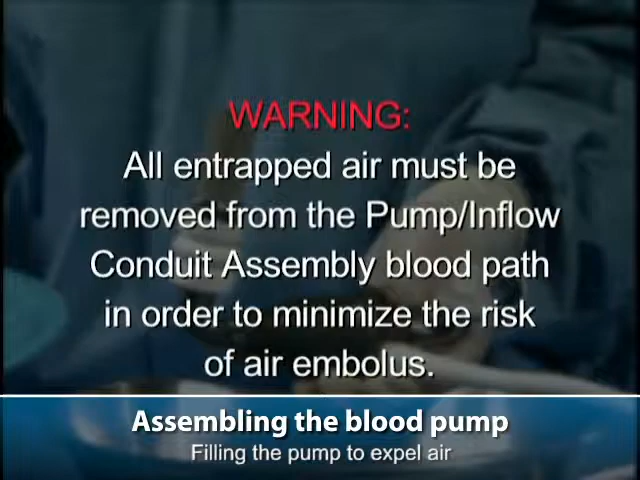 WARNING:
All entrapped air must be
removed from the Pump/Inflow
Conduit Assembly blood path
in order to minimize the risk
of air embolus.
Assembling the blood pump
Filling the pump to expel air